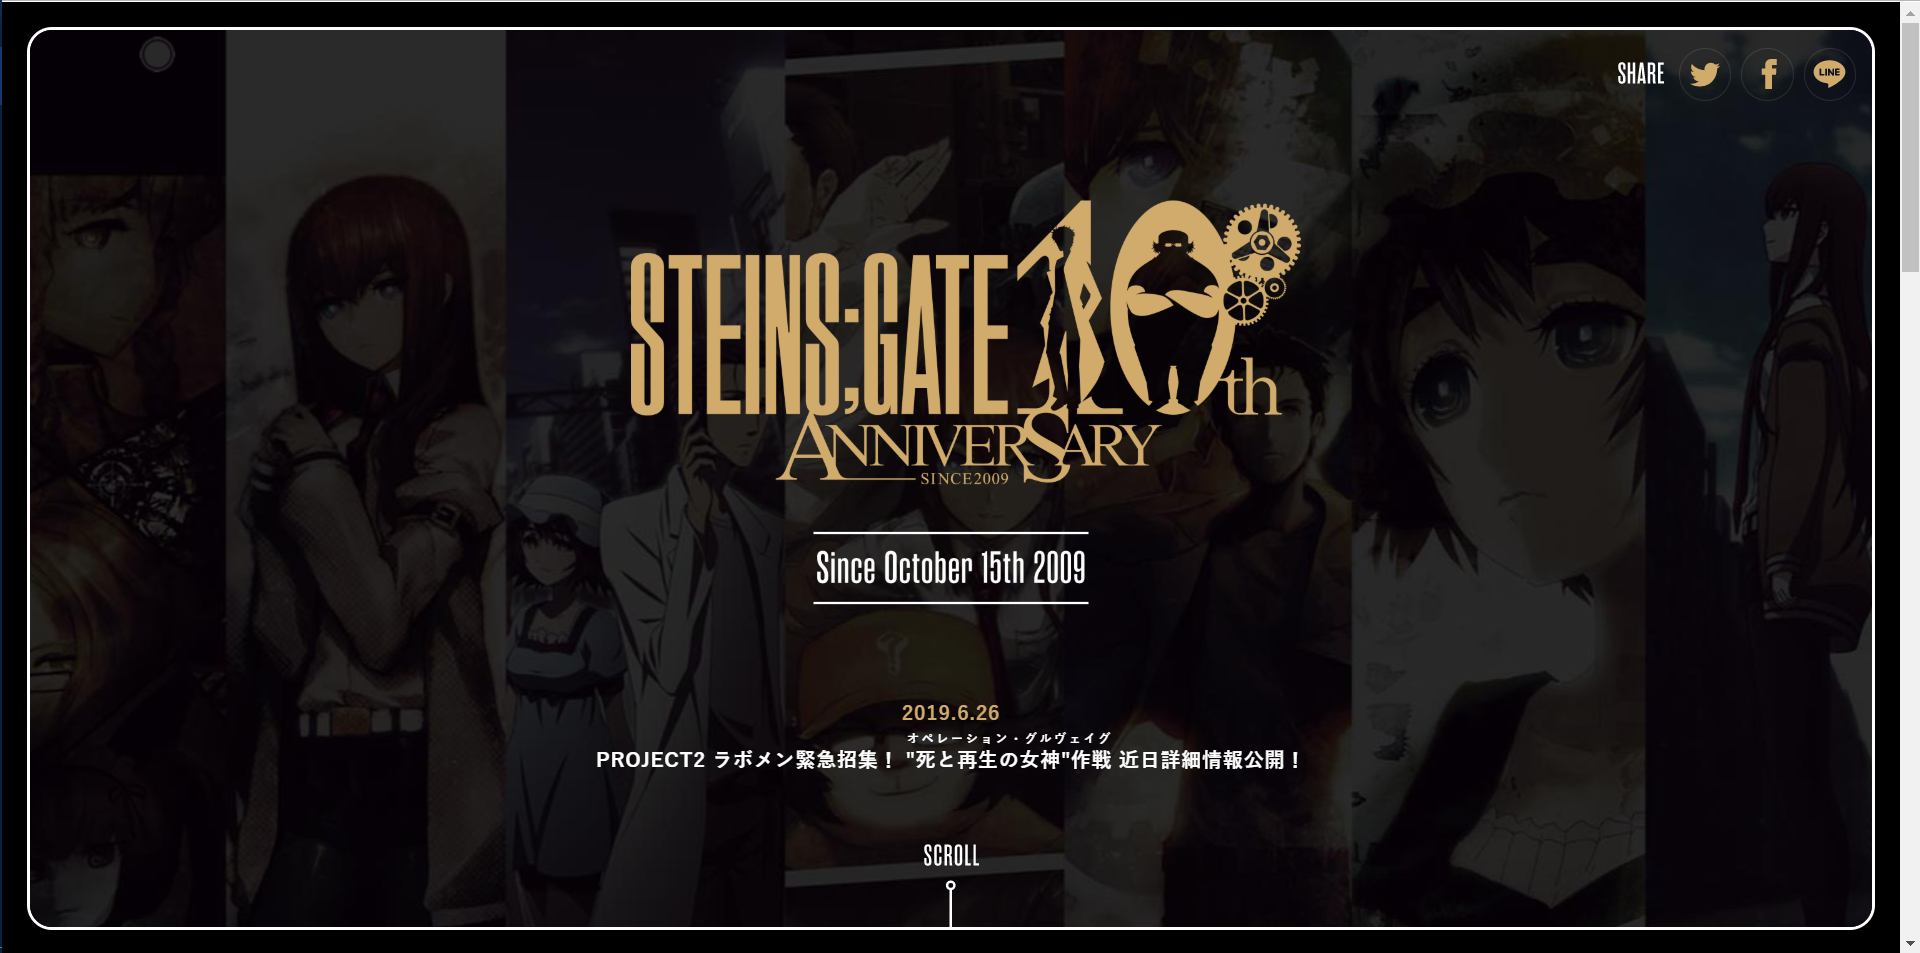 SHARE
LINE
STEINS;GATE 10th
ANNIVERSARY
SINCE2009
Since October 15th 2009
2019.6.26
オペレーション・グルヴェイグ
PROJECT2 ラボメン緊急招集！ "死と再生の女神"作戦 近日詳細情報公開！
SCROLL